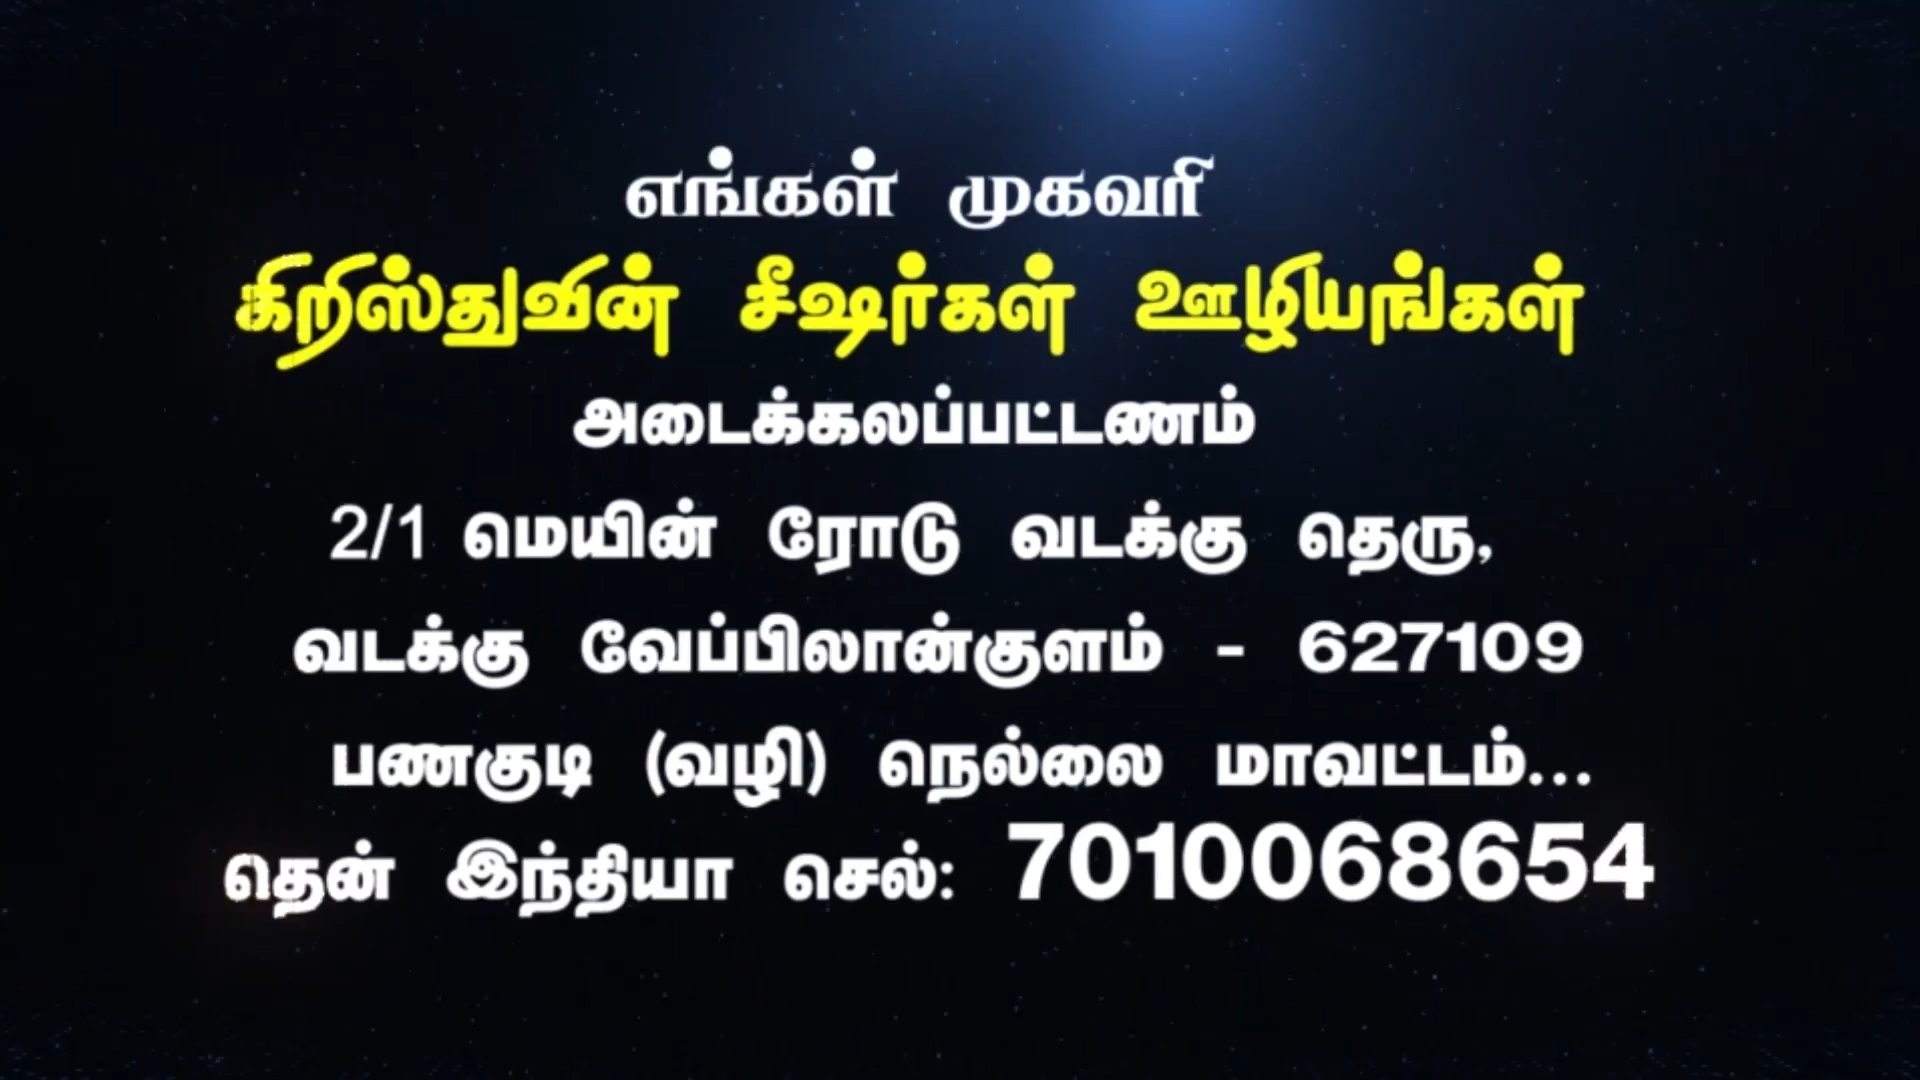 எங்கள் முகவரி
கிறிஸ்துவின் சீஷர்கள் ஊழியங்கள்
அடைக்கலப்பட்டணம்
2/1 மெயின் ரோடு வடக்கு தெரு,
வடக்கு வேப்பிலான்குளம் - 627109
பணகுடி (வழி) நெல்லை மாவட்டம்...
தென் இந்தியா செல்: 7010068654